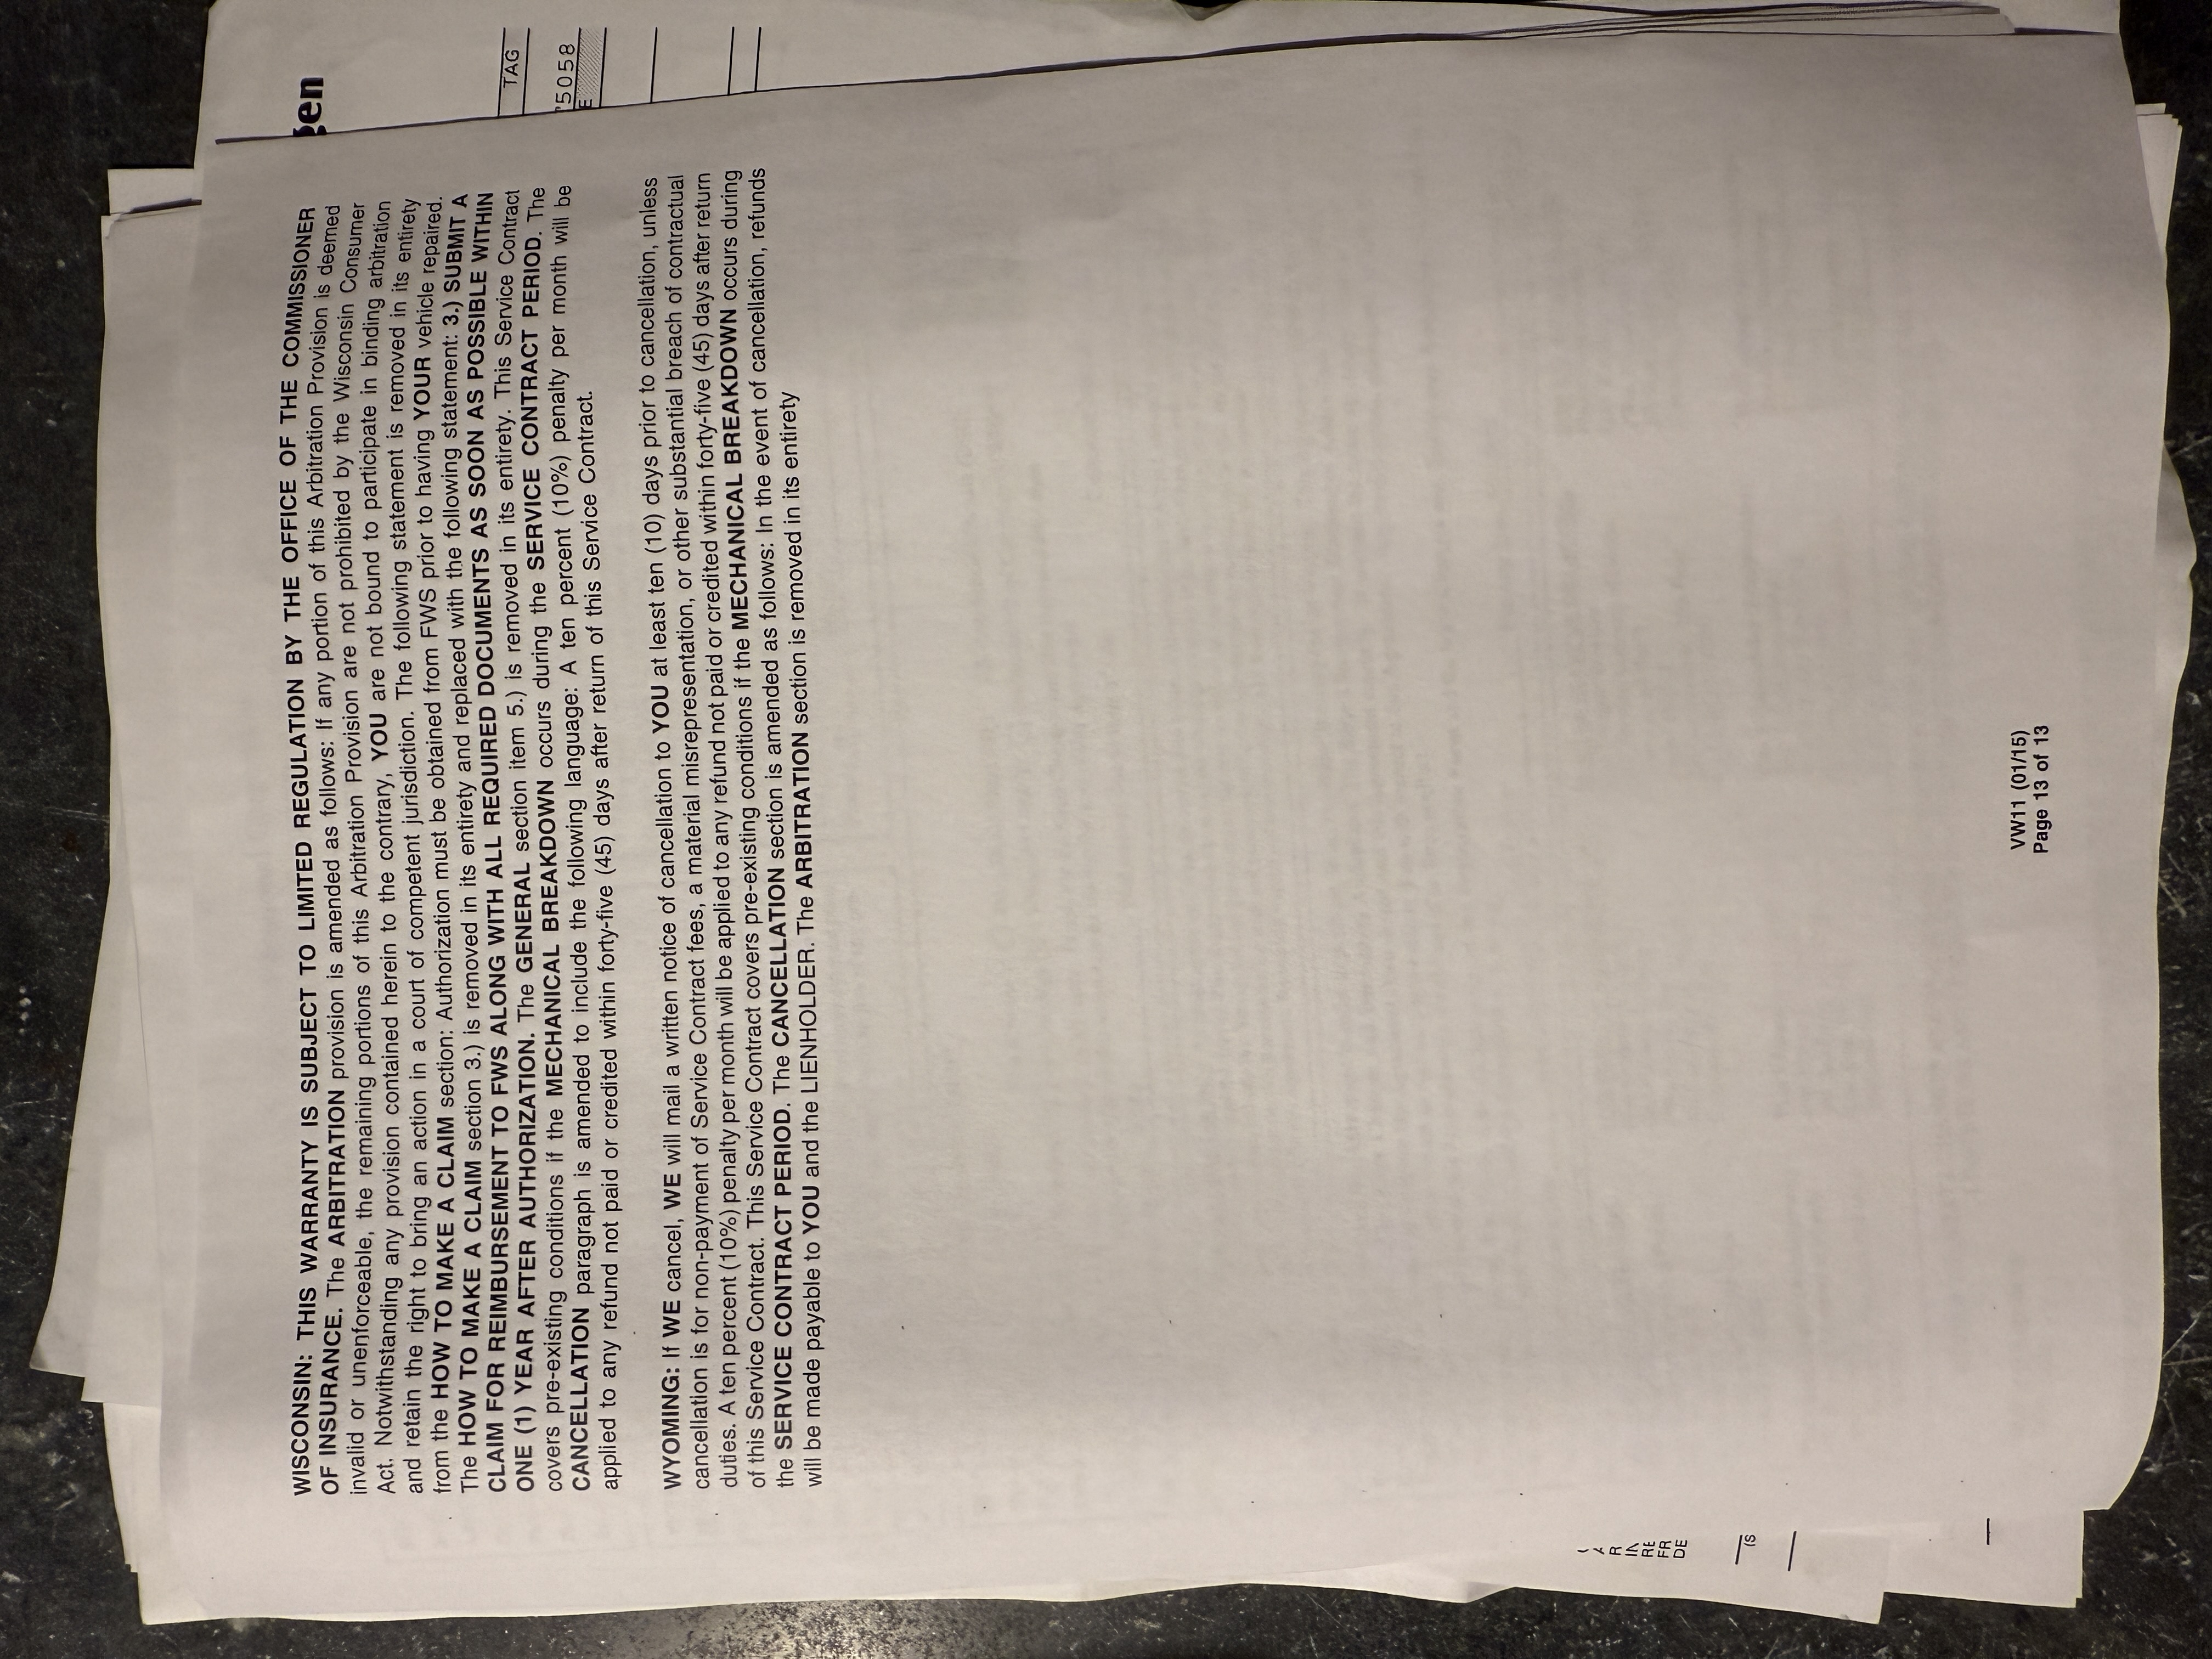 WISCONSIN: THIS WARRANTY IS SUBJECT TO LIMITED REGULATION BY THE OFFICE OF THE COMMISSIONER
OF INSURANCE. The ARBITRATION provision is amended as follows: If any portion of this Arbitration Provision is deemed
invalid or unenforceable, the remaining portions of this Arbitration Provision are not prohibited by the Wisconsin Consumer
Act. Notwithstanding any provision contained herein to the contrary, YOU are not bound to participate in binding arbitration
and retain the right to bring an action in a court of competent jurisdiction. The following statement is removed in its entirety
from the HOW TO MAKE A CLAIM section: Authorization must be obtained from FWS prior to having YOUR vehicle repaired.
The HOW TO MAKE A CLAIM section 3.) is removed in its entirety and replaced with the following statement: 3.) SUBMIT A
CLAIM FOR REIMBURSEMENT TO FWS ALONG WITH ALL REQUIRED DOCUMENTS AS SOON AS POSSIBLE WITHIN
ONE (1) YEAR AFTER AUTHORIZATION. The GENERAL section item 5.) is removed in its entirety. This Service Contract
covers pre-existing conditions if the MECHANICAL BREAKDOWN occurs during the SERVICE CONTRACT PERIOD. The
CANCELLATION paragraph is amended to include the following language: A ten percent (10%) penalty per month will be
applied to any refund not paid or credited within forty-five (45) days after return of this Service Contract.
WYOMING: If WE cancel, WE will mail a written notice of cancellation to YOU at least ten (10) days prior to cancellation, unless
cancellation is for non-payment of Service Contract fees, a material misrepresentation, or other substantial breach of contractual
duties. A ten percent (10%) penalty per month will be applied to any refund not paid or credited within forty-five (45) days after return
of this Service Contract. This Service Contract covers pre-existing conditions if the MECHANICAL BREAKDOWN occurs during
the SERVICE CONTRACT PERIOD. The CANCELLATION section is amended as follows: In the event of cancellation, refunds
will be made payable to YOU and the LIENHOLDER. The ARBITRATION section is removed in its entirety
VW11 (01/15)
Page 13 of 13
gen
TAG
5058
E
R
IN
RE
FR
DE
(S